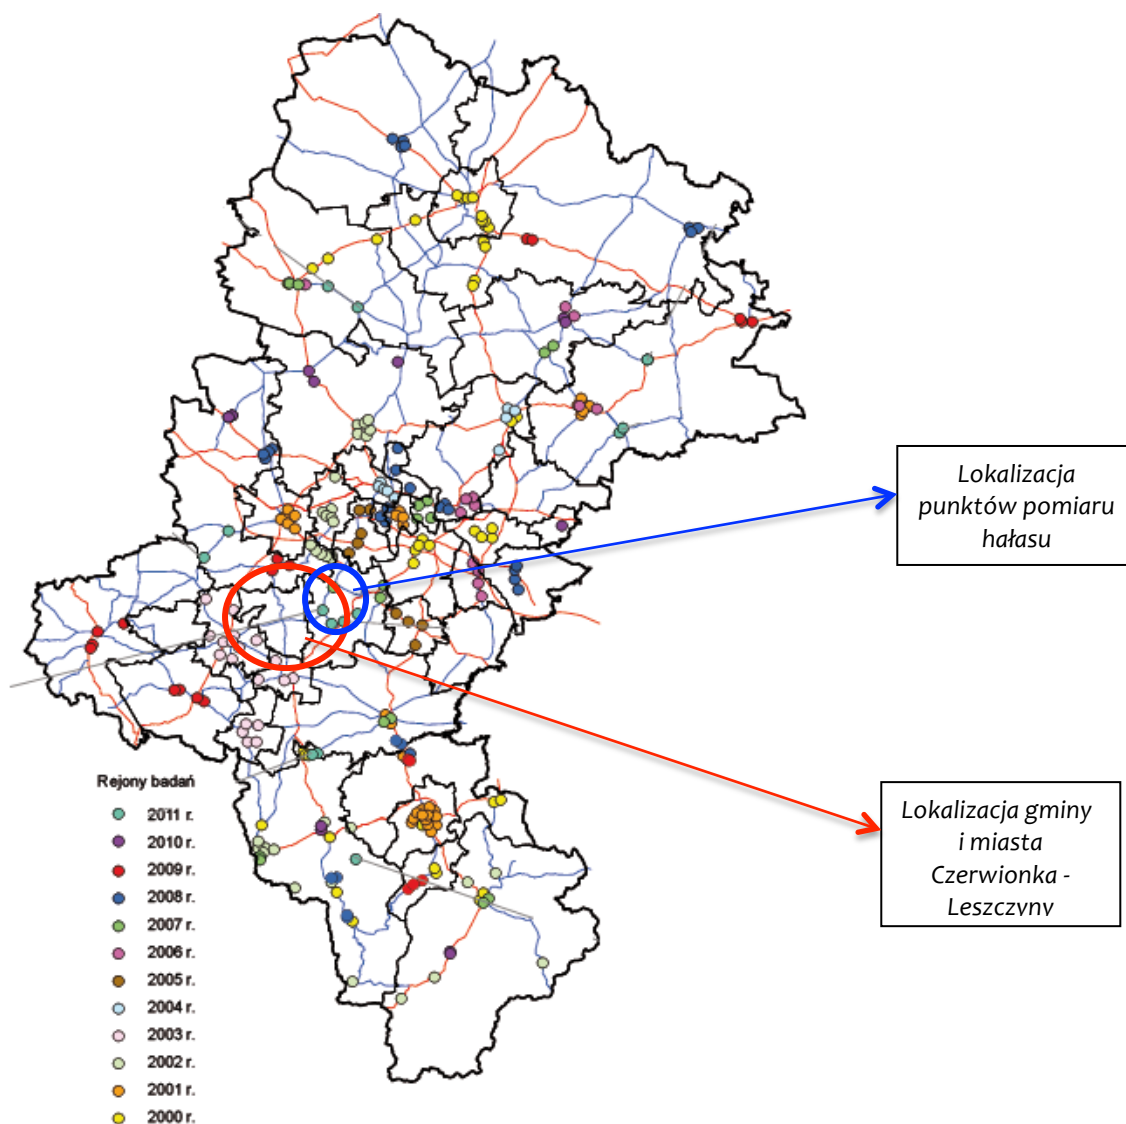 Lokalizacja
punktów pomiaru
hałasu
Lokalizacja gminy
i miasta
Czerwionka -
Leszczyny
Rejony badań
2011 r.
2010 r.
2009 r.
2008 r.
2007 r.
2006 r.
2005 r.
2004 r.
2003 r.
2002 r.
2001 r.
2000 r.